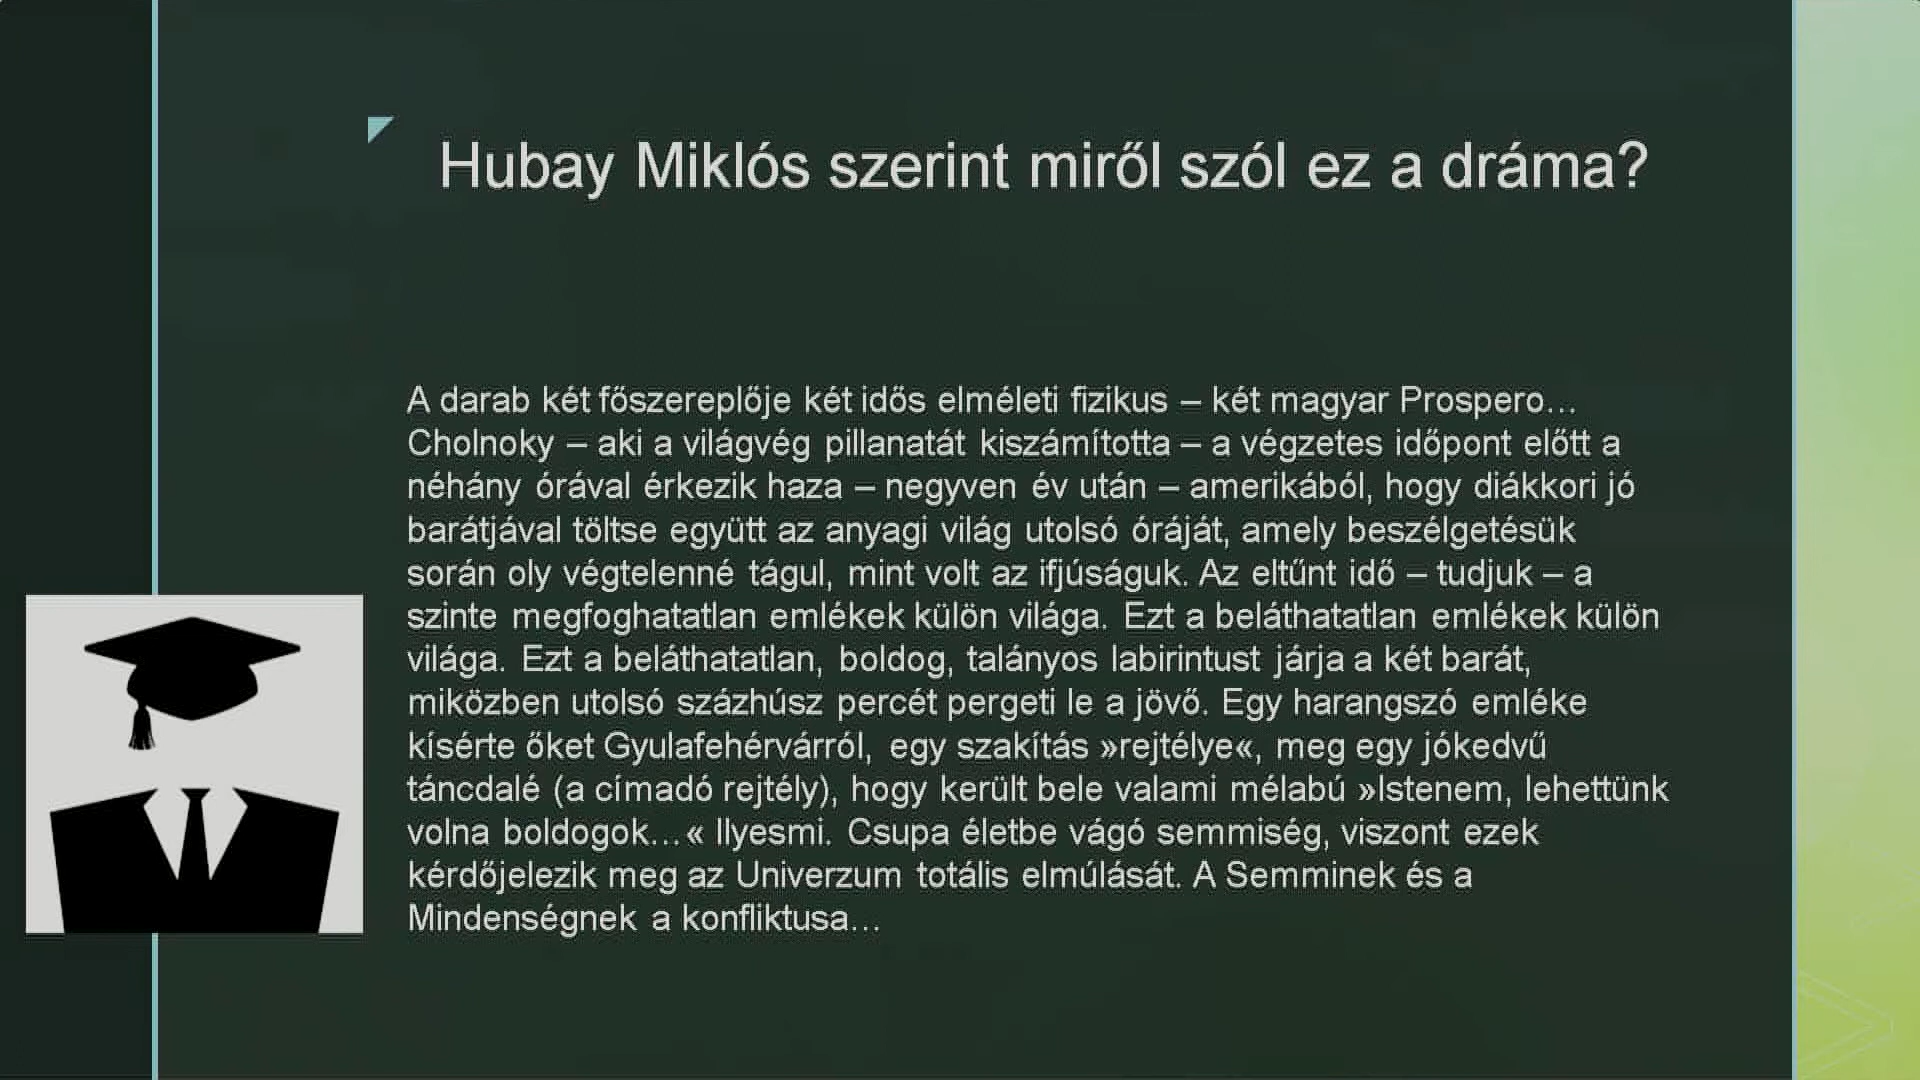 Hubay Miklós szerint miről szól ez a dráma?
A darab két főszereplője két idős elméleti fizikus – két magyar Prospero…
Cholnoky – aki a világvég pillanatát kiszámította – a végzetes időpont előtt a
néhány órával érkezik haza – negyven év után – amerikából, hogy diákkori jó
barátjával töltse együtt az anyagi világ utolsó óráját, amely beszélgetésük
során oly végtelenné tágul, mint volt az ifjúságuk. Az eltűnt idő – tudjuk – a
szinte megfoghatatlan emlékek külön világa. Ezt a beláthatatlan emlékek külön
világa. Ezt a beláthatatlan, boldog, talányos labirintust járja a két barát,
miközben utolsó százhúsz percét pergeti le a jövő. Egy harangszó emléke
kísérte őket Gyulafehérvárról, egy szakítás »rejtélye«, meg egy jókedvű
táncdalé (a címadó rejtély), hogy került bele valami mélabú »Istenem, lehettünk
volna boldogok…« Ilyesmi. Csupa életbe vágó semmiség, viszont ezek
kérdőjelezik meg az Univerzum totális elmúlását. A Semminek és a
Mindenségnek a konfliktusa…